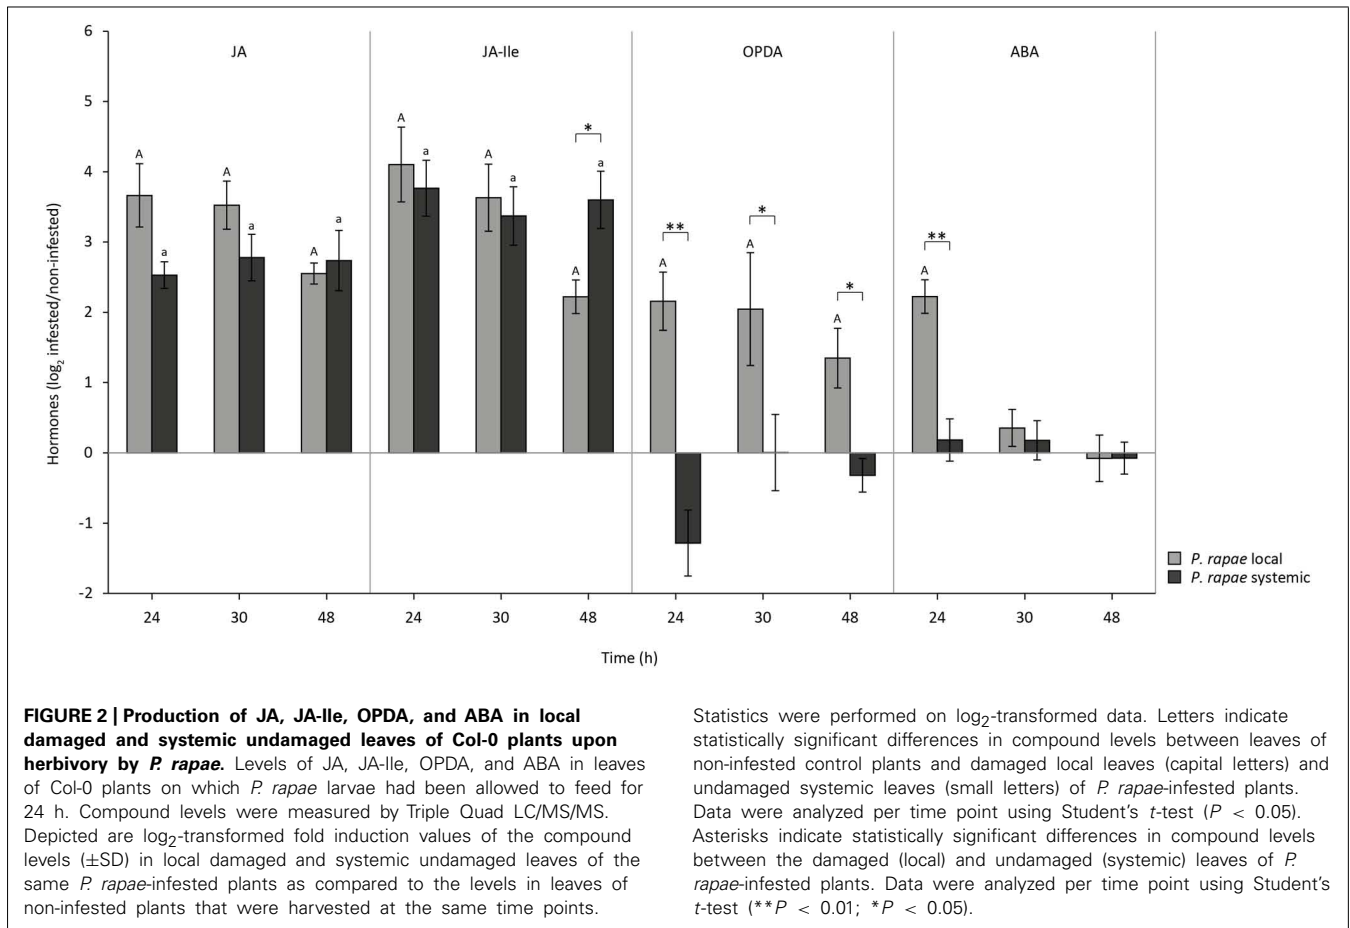 6
5
4
3
2
1
0
-1
-2
Hormones (log2 infested/non-infested)
JA
JA-Ile
OPDA
ABA
A
a
A
a
A
a
A
a
A
a
*
a
**
A
*
A
*
A
**
A
24
30
48
24
30
48
24
30
48
24
30
48
Time (h)
P. rapae local
P. rapae systemic
FIGURE 2 | Production of JA, JA-Ile, OPDA, and ABA in local
damaged and systemic undamaged leaves of Col-0 plants upon
herbivory by P. rapae. Levels of JA, JA-Ile, OPDA, and ABA in leaves
of Col-0 plants on which P. rapae larvae had been allowed to feed for
24 h. Compound levels were measured by Triple Quad LC/MS/MS.
Depicted are log2-transformed fold induction values of the compound
levels (±SD) in local damaged and systemic undamaged leaves of the
same P. rapae-infested plants as compared to the levels in leaves of
non-infested plants that were harvested at the same time points.
Statistics were performed on log2-transformed data. Letters indicate
statistically significant differences in compound levels between leaves of
non-infested control plants and damaged local leaves (capital letters) and
undamaged systemic leaves (small letters) of P. rapae-infested plants.
Data were analyzed per time point using Student's t-test (P < 0.05).
Asterisks indicate statistically significant differences in compound levels
between the damaged (local) and undamaged (systemic) leaves of P.
rapae-infested plants. Data were analyzed per time point using Student's
t-test (**P < 0.01; *P < 0.05).